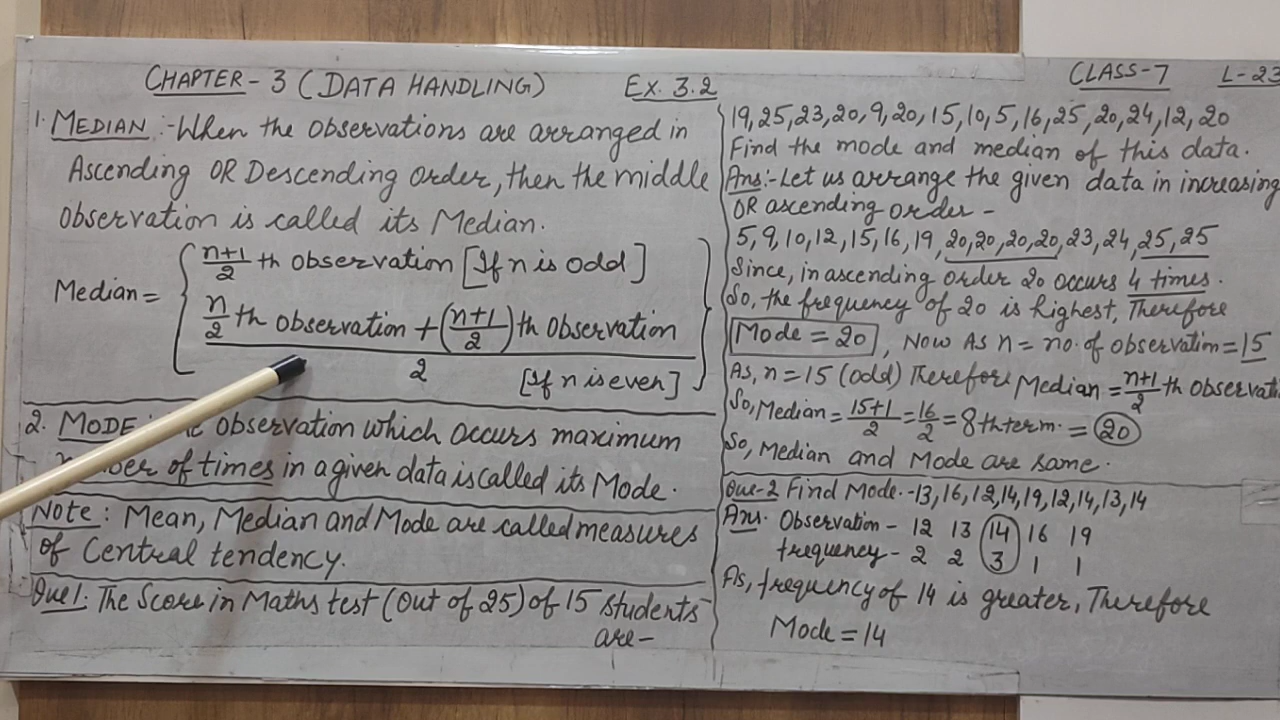 CHAPTER - 3 (DATA HANDLING) Ex. 3.2
1. MEDIAN :- When the observations are arranged in
Ascending OR Descending order, then the middle
observation is called its Median.
Median = { n+1/2 th observation [If n is odd]
n/2 th observation + (n+1/2) th observation
2 [If n is even] }
2. MODE observation which occurs maximum
of times in a given data is called its Mode.
Note : Mean, Median and Mode are called measures
of Central tendency.
Que 1. The Score in Maths test (Out of 25) of 15 students
are -
CLASS-7 L-23
19, 25, 23, 20, 9, 20, 15, 10, 5, 16, 25, 20, 24, 12, 20
Find the mode and median of this data.
Ans:- Let us arrange the given data in increasing
OR ascending order -
5, 9, 10, 12, 15, 16, 19, 20, 20, 20, 20, 23, 24, 25, 25
Since, in ascending order 20 occurs 4 times.
So, the frequency of 20 is highest, Therefore
Mode = 20, Now As n = no. of observation = 15
As, n = 15 (odd) Therefore Median = n+1/2 th
So, Median = 15+1/2 = 16/2 = 8th term. = 20
So, Median and Mode are same.
Que-2 Find Mode. - 13, 16, 12, 14, 19, 12, 14, 13, 14
Ans. Observation - 12 13 14 16 19
frequency - 2 2 3 1 1
As, frequency of 14 is greater, Therefore
Mode = 14